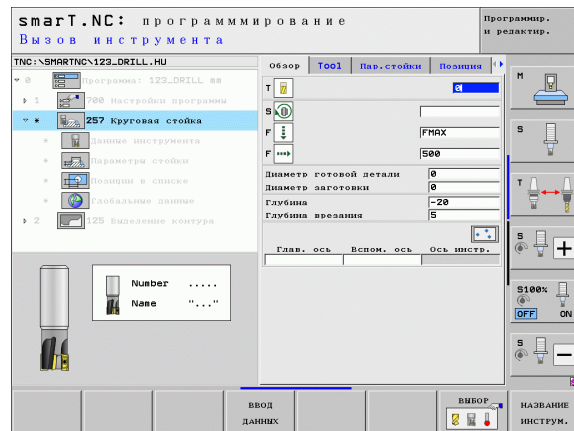 smarT.NC: программмирование
Вызов инструмента
Программир.
и редактир.
TNC:\SMARTNC\123_DRILL.HU
0 Программа: 123_DRILL мм
1 700 Настройки программы
* 257 Круговая стойка
* Данные инструмента
* Параметры стойки
* Позиции в списке
* Глобальные данные
2 125 Выделение контура
Обзор Tool Пар.стойки Позиция
T 0
S
F FMAX
F 500
Диаметр готовой детали 0
Диаметр заготовки 0
Глубина -20
Глубина врезания 5
Глав. ось Вспом. ось Ось инстр.
Number .....
Name "..."
M
S
T
S
S100%
OFF ON
S
ВВОД
ДАННЫХ
ВЫБОР
НАЗВАНИЕ
ИНСТРУМ.